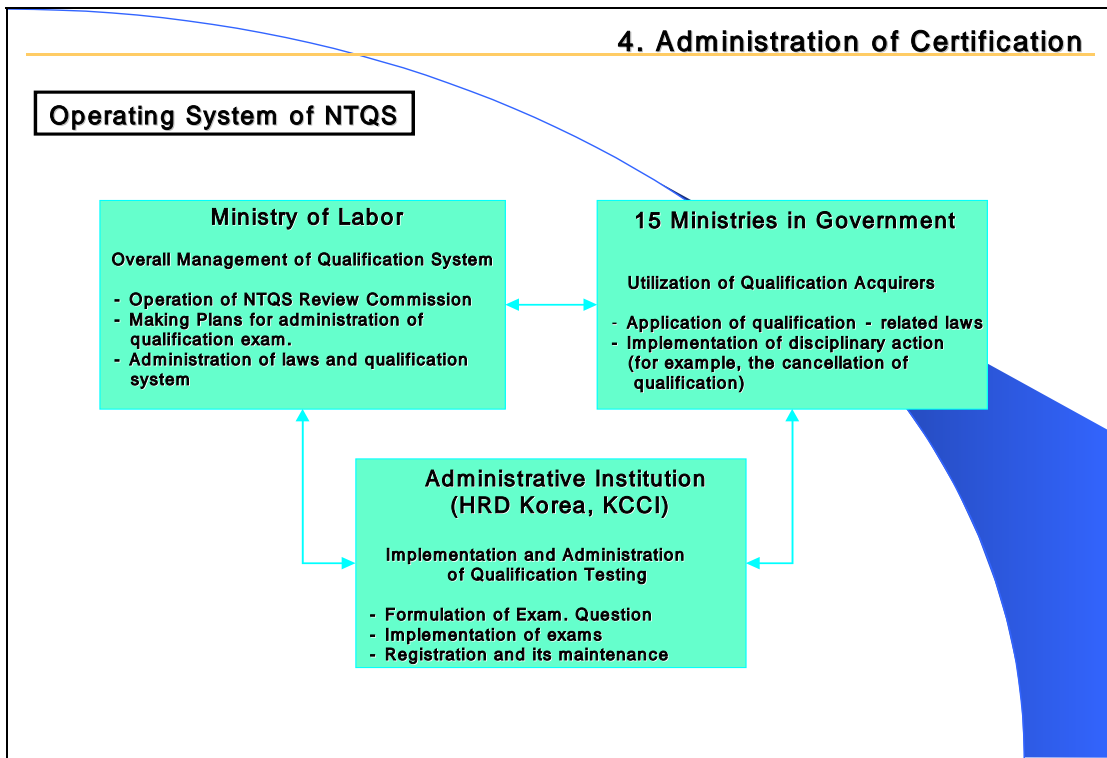 4. Administration of Certification
Operating System of NTQS
Ministry of Labor
Overall Management of Qualification System
- Operation of NTQS Review Commission
- Making Plans for administration of
qualification exam.
- Administration of laws and qualification
system
15 Ministries in Government
Utilization of Qualification Acquirers
- Application of qualification - related laws
- Implementation of disciplinary action
(for example, the cancellation of
qualification)
Administrative Institution
(HRD Korea, KCCI)
Implementation and Administration
of Qualification Testing
- Formulation of Exam. Question
- Implementation of exams
- Registration and its maintenance